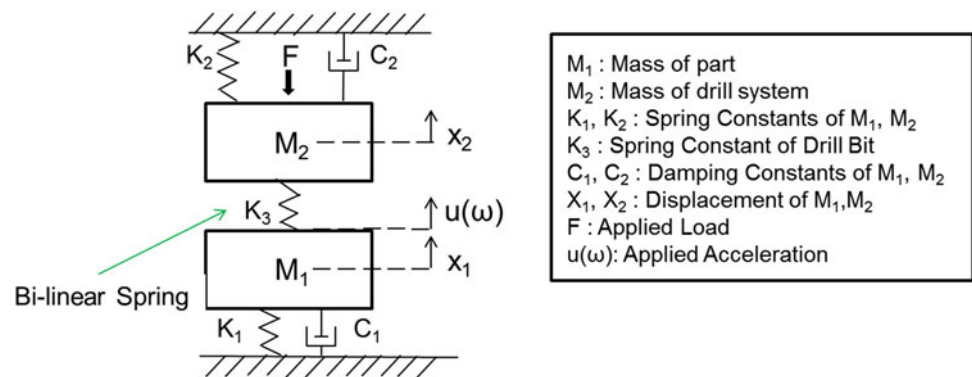 K₂
F
C₂
M₂
x₂
K₃
u(ω)
M₁
x₁
Bi-linear Spring
K₁
C₁
M₁ : Mass of part
M₂ : Mass of drill system
K₁, K₂ : Spring Constants of M₁, M₂
K₃ : Spring Constant of Drill Bit
C₁, C₂ : Damping Constants of M₁, M₂
X₁, X₂ : Displacement of M₁,M₂
F : Applied Load
u(ω): Applied Acceleration